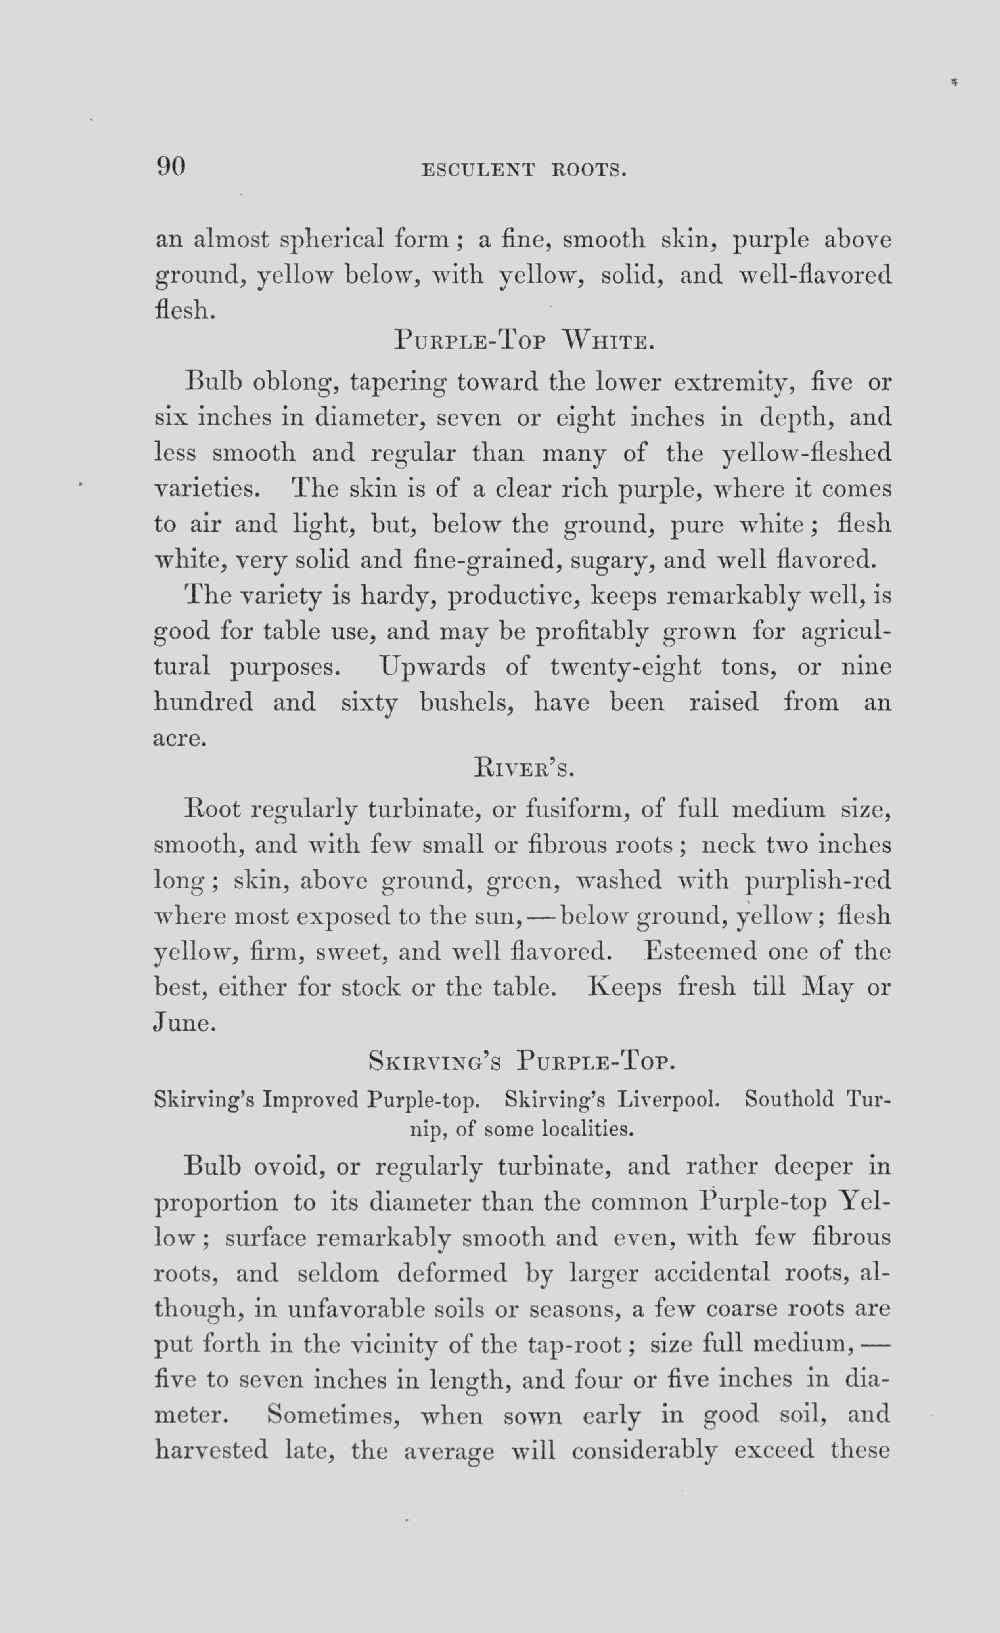 90 ESCULENT ROOTS.
an almost spherical form; a fine, smooth skin, purple above
ground, yellow below, with yellow, solid, and well-flavored
flesh.
PURPLE-TOP WHITE.
Bulb oblong, tapering toward the lower extremity, five or
six inches in diameter, seven or eight inches in depth, and
less smooth and regular than many of the yellow-fleshed
varieties. The skin is of a clear rich purple, where it comes
to air and light, but, below the ground, pure white; flesh
white, very solid and fine-grained, sugary, and well flavored.
The variety is hardy, productive, keeps remarkably well, is
good for table use, and may be profitably grown for agricul-
tural purposes. Upwards of twenty-eight tons, or nine
hundred and sixty bushels, have been raised from an
acre.
RIVER'S.
Root regularly turbinate, or fusiform, of full medium size,
smooth, and with few small or fibrous roots; neck two inches
long; skin, above ground, green, washed with purplish-red
where most exposed to the sun,—below ground, yellow; flesh
yellow, firm, sweet, and well flavored. Esteemed one of the
best, either for stock or the table. Keeps fresh till May or
June.
SKIRVING'S PURPLE-TOP.
Skirving's Improved Purple-top. Skirving's Liverpool. Southold Tur-
nip, of some localities.
Bulb ovoid, or regularly turbinate, and rather deeper in
proportion to its diameter than the common Purple-top Yel-
low; surface remarkably smooth and even, with few fibrous
roots, and seldom deformed by larger accidental roots, al-
though, in unfavorable soils or seasons, a few coarse roots are
put forth in the vicinity of the tap-root; size full medium,—
five to seven inches in length, and four or five inches in dia-
meter. Sometimes, when sown early in good soil, and
harvested late, the average will considerably exceed these